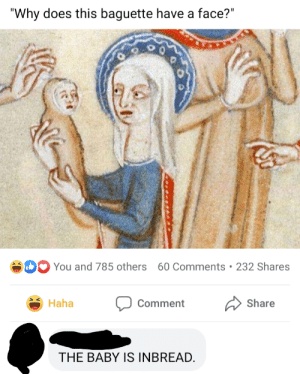 "Why does this baguette have a face?"
You and 785 others 60 Comments • 232 Shares
Haha Comment Share
THE BABY IS INBREAD.